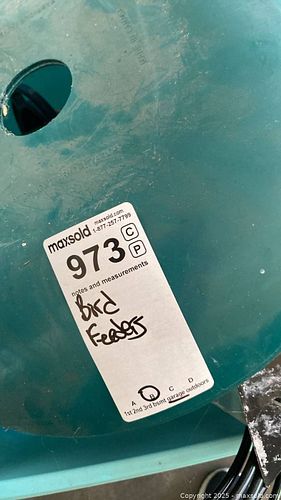 maxsold
maxsold.com
1-877-257-7799
973
C
P
notes and measurements
Bird
Feeders
A B C D
1st 2nd 3rd bsmt garage outdoors
Copyright 2025 - maxsold.com